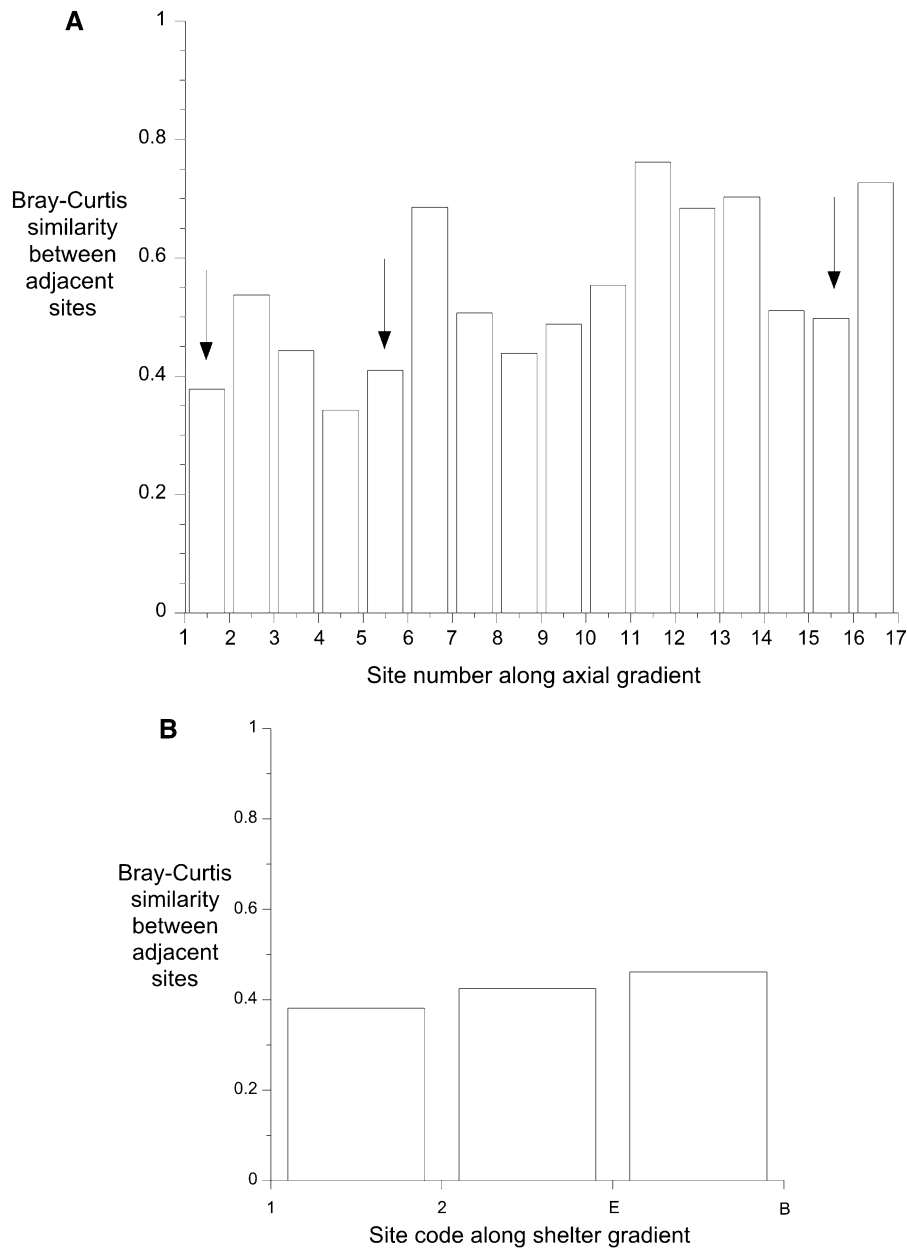 A
1
0.8
Bray-Curtis
similarity
between
adjacent
sites
0.6
0.4
0.2
0
1 2 3 4 5 6 7 8 9 10 11 12 13 14 15 16 17
Site number along axial gradient
B
1
0.8
Bray-Curtis
similarity
between
adjacent
sites
0.6
0.4
0.2
0
1 2 E B
Site code along shelter gradient